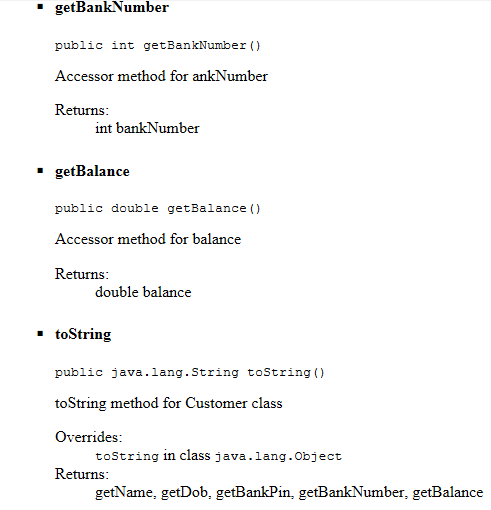 getBankNumber
public int getBankNumber()
Accessor method for ankNumber
Returns:
int bankNumber
getBalance
public double getBalance()
Accessor method for balance
Returns:
double balance
toString
public java.lang.String toString()
toString method for Customer class
Overrides:
toString in class java.lang.Object
Returns:
getName, getDob, getBankPin, getBankNumber, getBalance